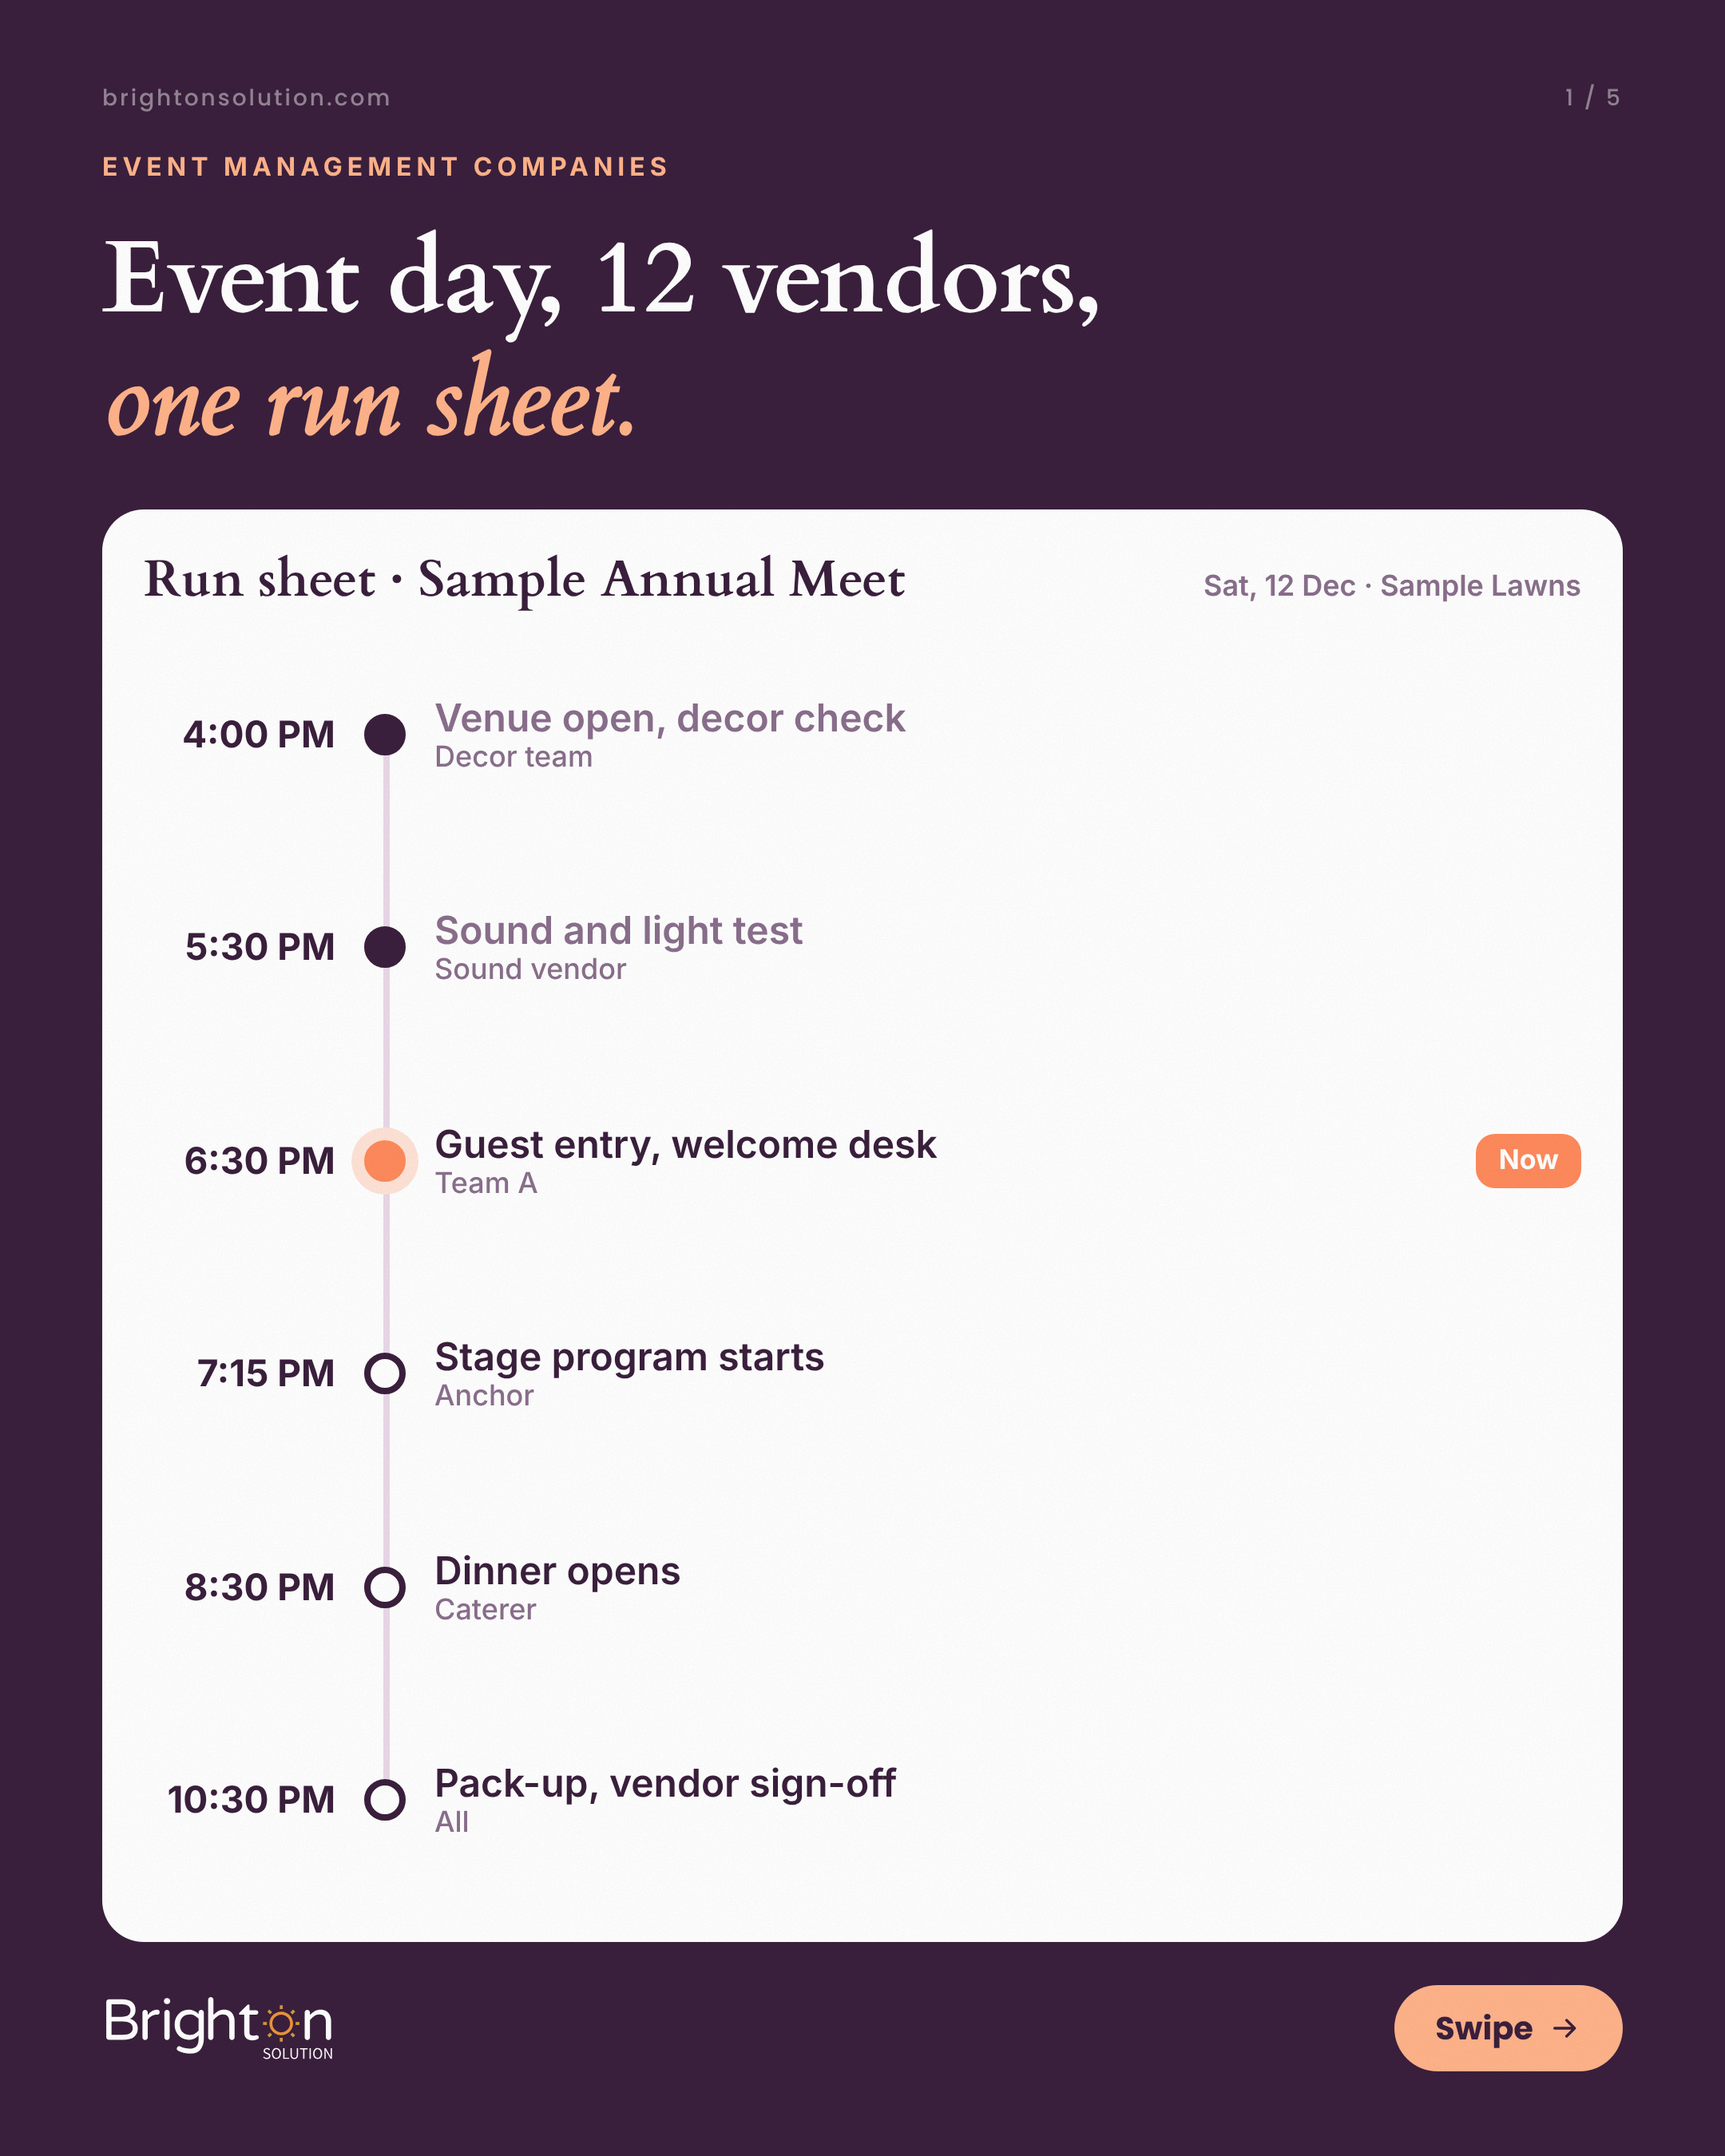 brightonsolution.com
1 / 5
EVENT MANAGEMENT COMPANIES
Event day, 12 vendors,
one run sheet.
Run sheet · Sample Annual Meet
Sat, 12 Dec · Sample Lawns
4:00 PM
Venue open, decor check
Decor team
5:30 PM
Sound and light test
Sound vendor
6:30 PM
Guest entry, welcome desk
Team A
Now
7:15 PM
Stage program starts
Anchor
8:30 PM
Dinner opens
Caterer
10:30 PM
Pack-up, vendor sign-off
All
Brighton
SOLUTION
Swipe →